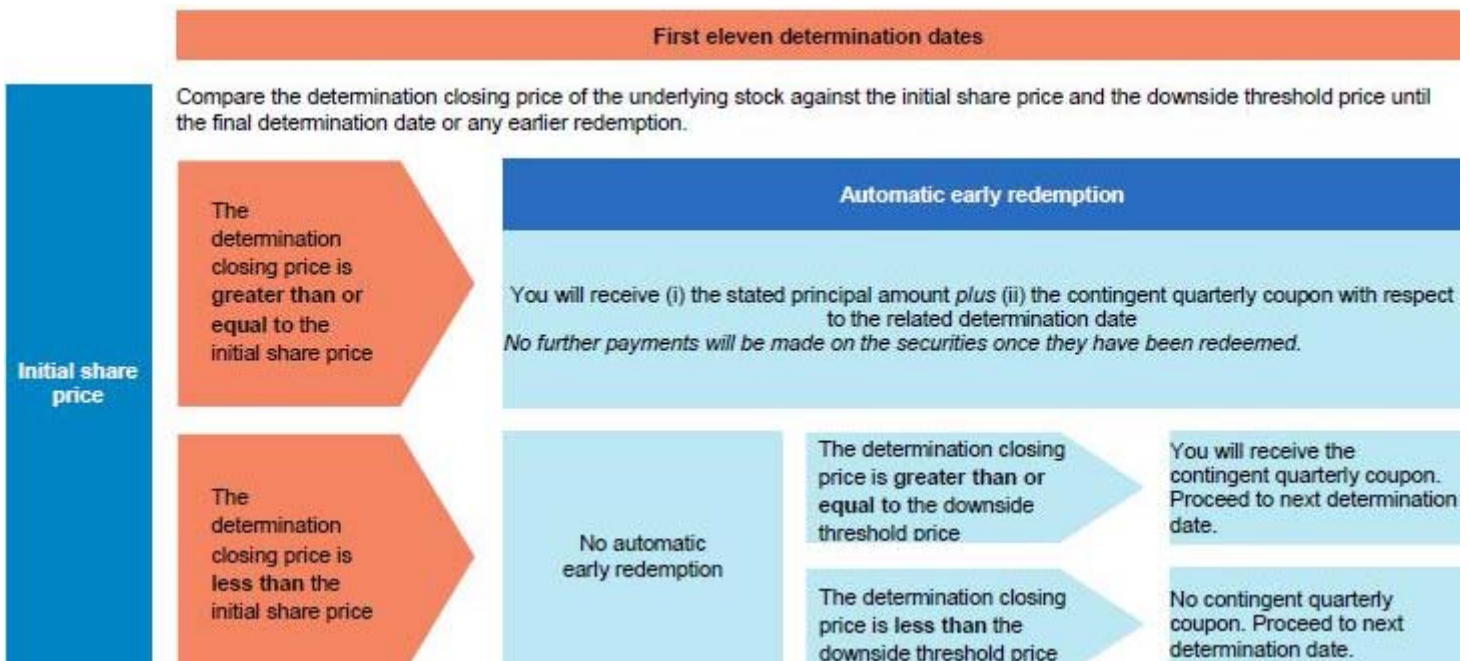 First eleven determination dates
Compare the determination closing price of the underlying stock against the initial share price and the downside threshold price until
the final determination date or any earlier redemption.
Initial share
price
The
determination
closing price is
greater than or
equal to the
initial share price
Automatic early redemption
You will receive (i) the stated principal amount plus (ii) the contingent quarterly coupon with respect
to the related determination date
No further payments will be made on the securities once they have been redeemed.
The
determination
closing price is
less than the
initial share price
No automatic
early redemption
The determination closing
price is greater than or
equal to the downside
threshold price
You will receive the
contingent quarterly coupon.
Proceed to next determination
date.
The determination closing
price is less than the
downside threshold price
No contingent quarterly
coupon. Proceed to next
determination date.